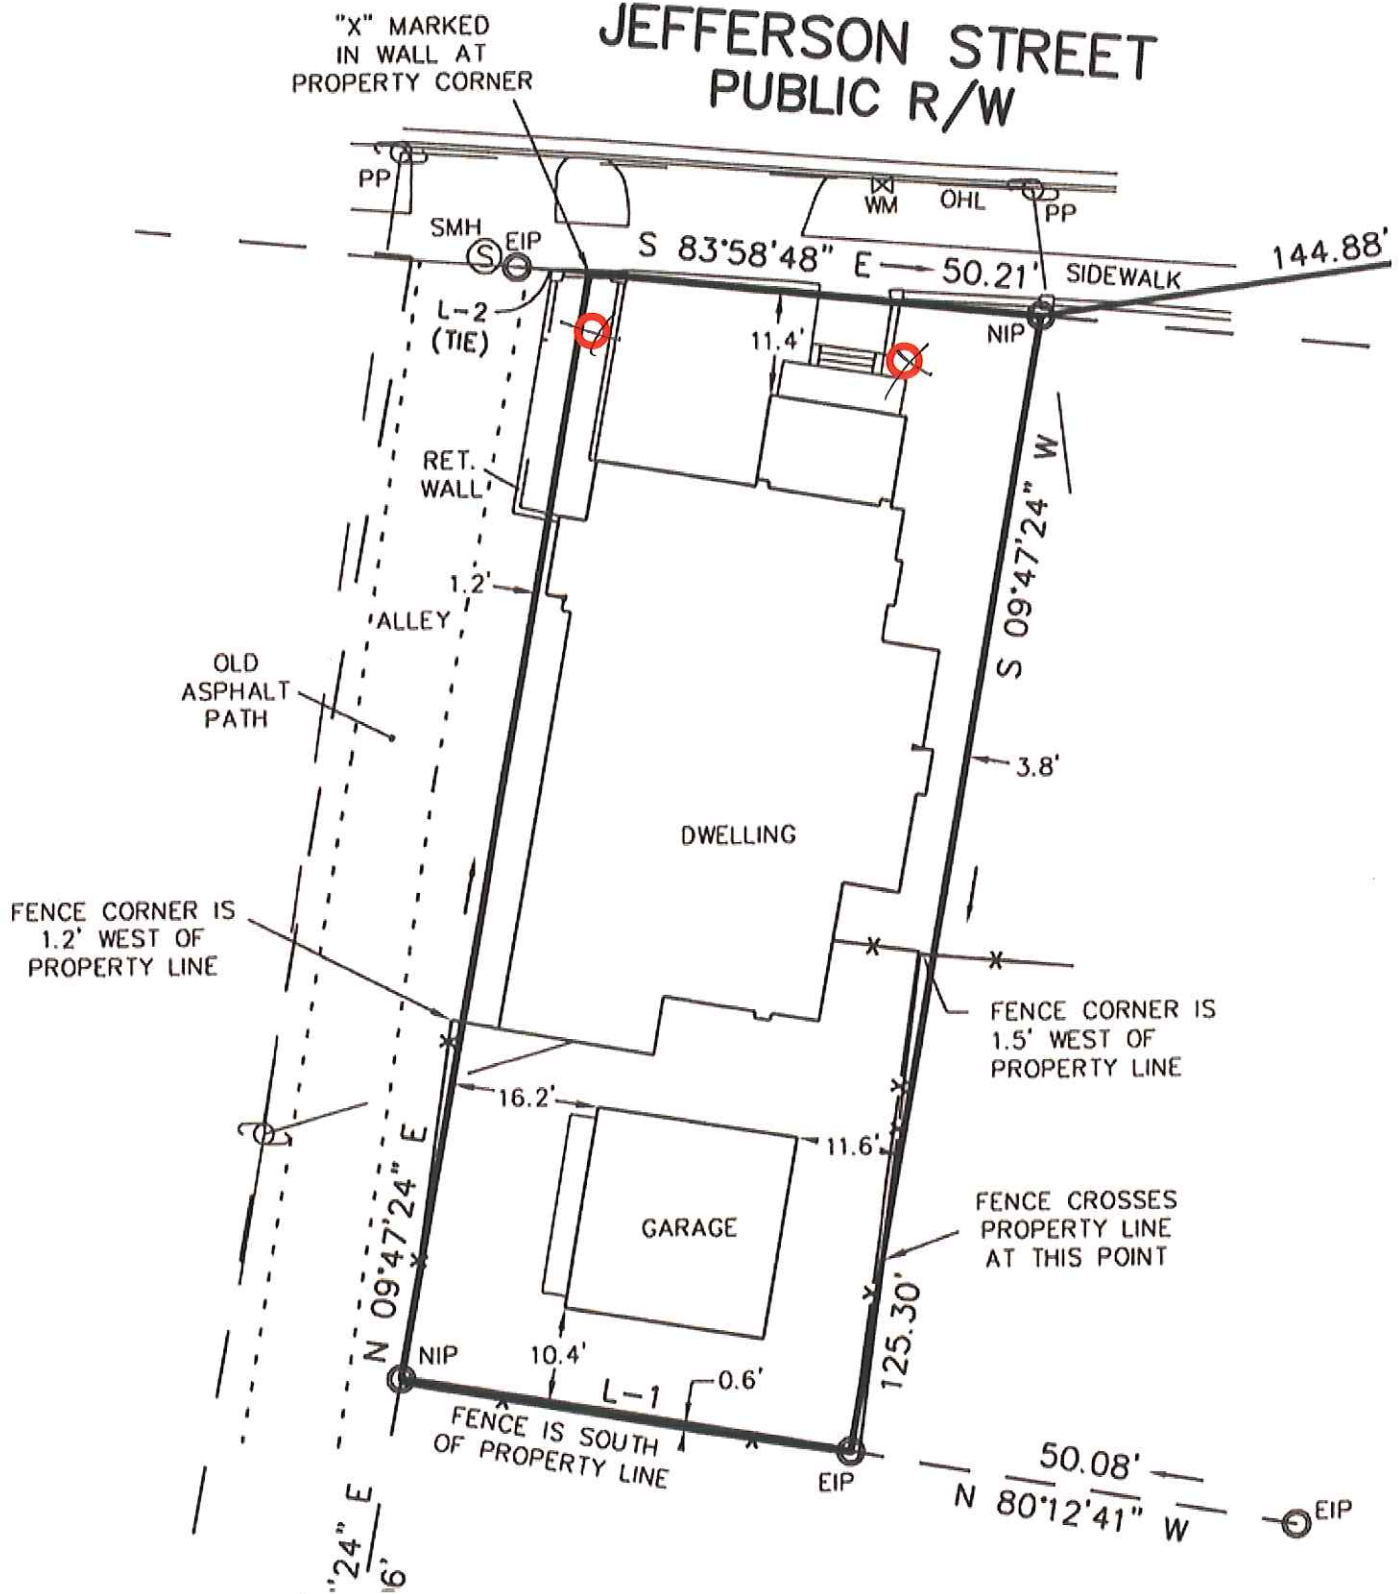 "X" MARKED
IN WALL AT
PROPERTY CORNER
JEFFERSON STREET
PUBLIC R/W
PP
WM
OHL
PP
SMH
S
EIP
S 83°58'48" E
50.21'
SIDEWALK
144.88'
L-2
(TIE)
11.4'
NIP
RET.
WALL
S 09°47'24" W
1.2'
ALLEY
OLD
ASPHALT
PATH
3.8'
DWELLING
FENCE CORNER IS
1.2' WEST OF
PROPERTY LINE
FENCE CORNER IS
1.5' WEST OF
PROPERTY LINE
16.2'
11.6'
N 09°47'24" E
GARAGE
FENCE CROSSES
PROPERTY LINE
AT THIS POINT
125.30'
NIP
10.4'
L-1
0.6'
FENCE IS SOUTH
OF PROPERTY LINE
EIP
50.08'
N 80°12'41" W
EIP
'24" E
6'